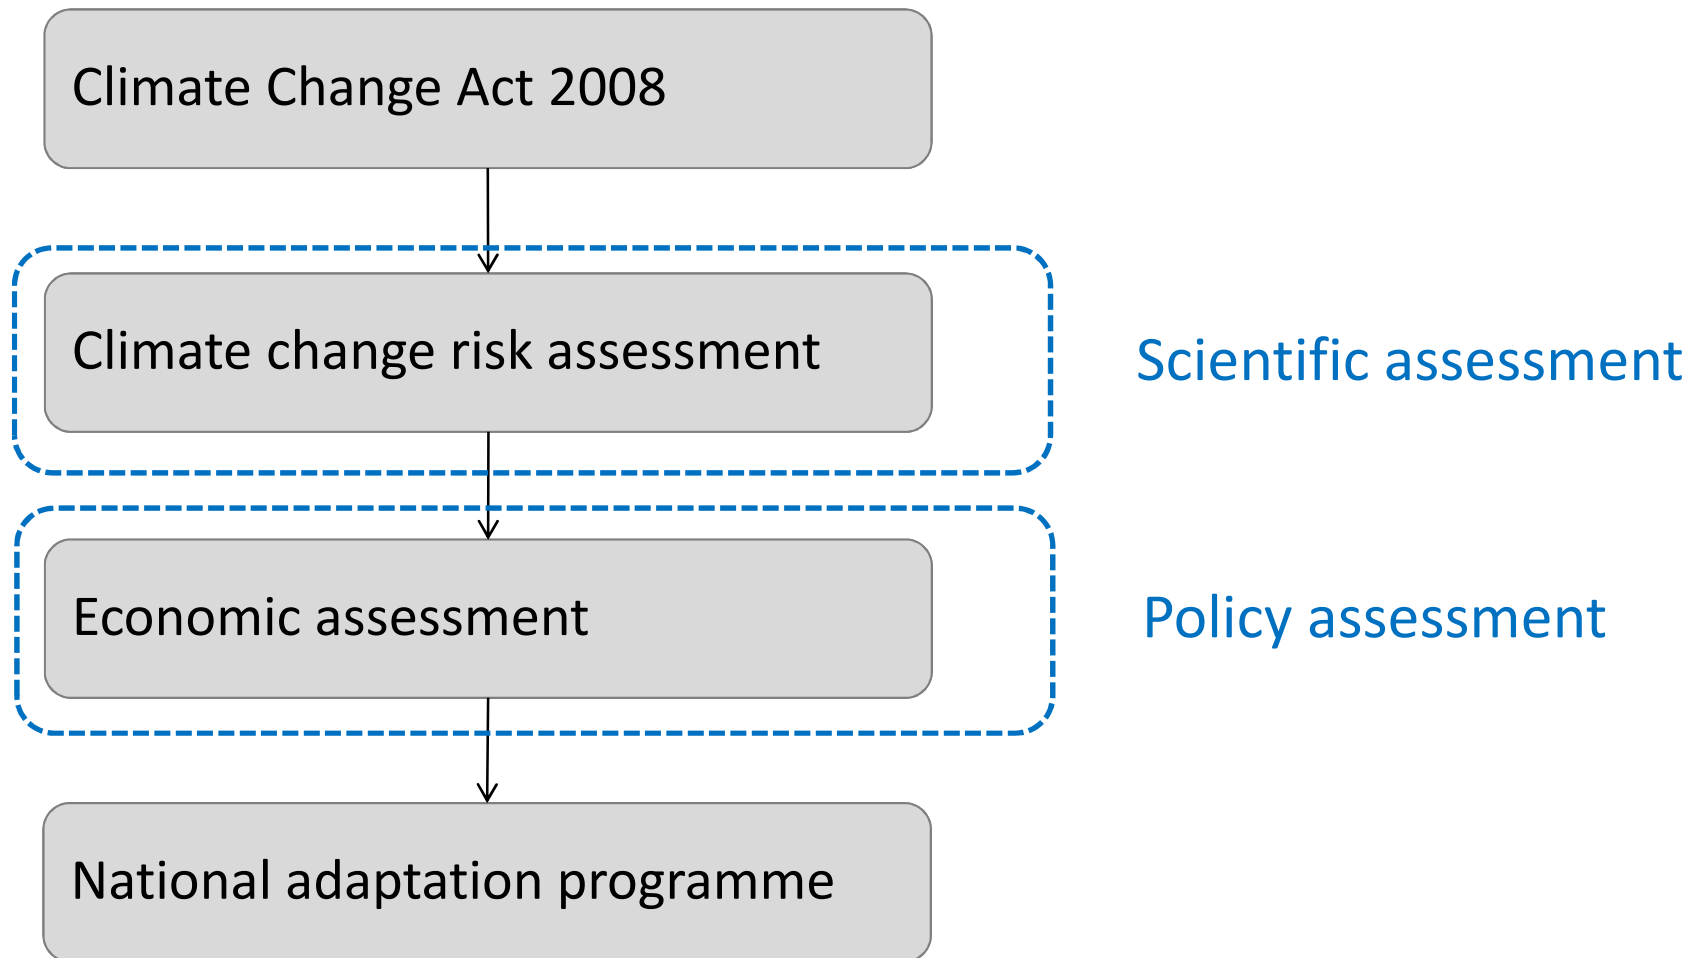 Climate Change Act 2008
Climate change risk assessment
Scientific assessment
Economic assessment
Policy assessment
National adaptation programme